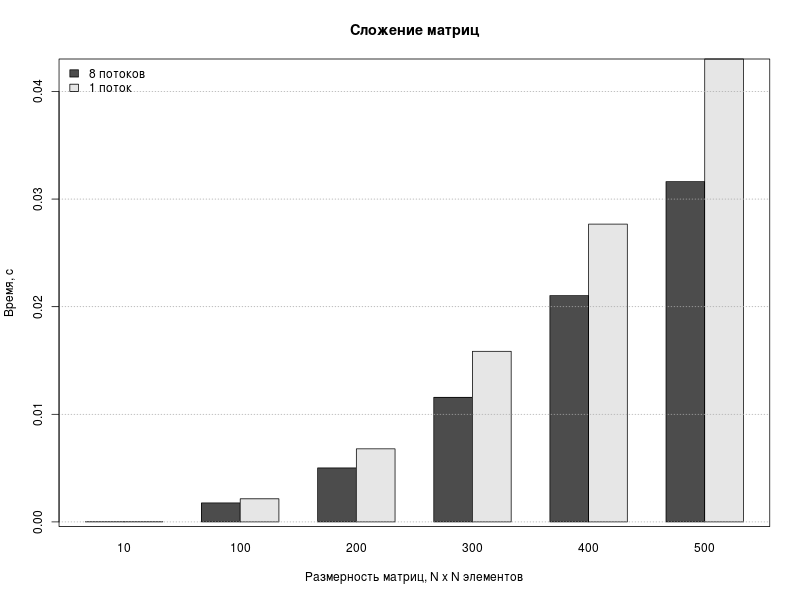 Сложение матриц
8 потоков
1 поток
0.04
0.03
0.02
0.01
0.00
Время, с
10 100 200 300 400 500
Размерность матриц, N x N элементов